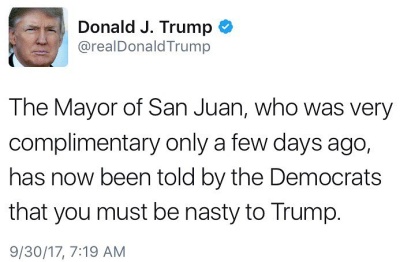 Donald J. Trump
@realDonaldTrump
The Mayor of San Juan, who was very
complimentary only a few days ago,
has now been told by the Democrats
that you must be nasty to Trump.
9/30/17, 7:19 AM